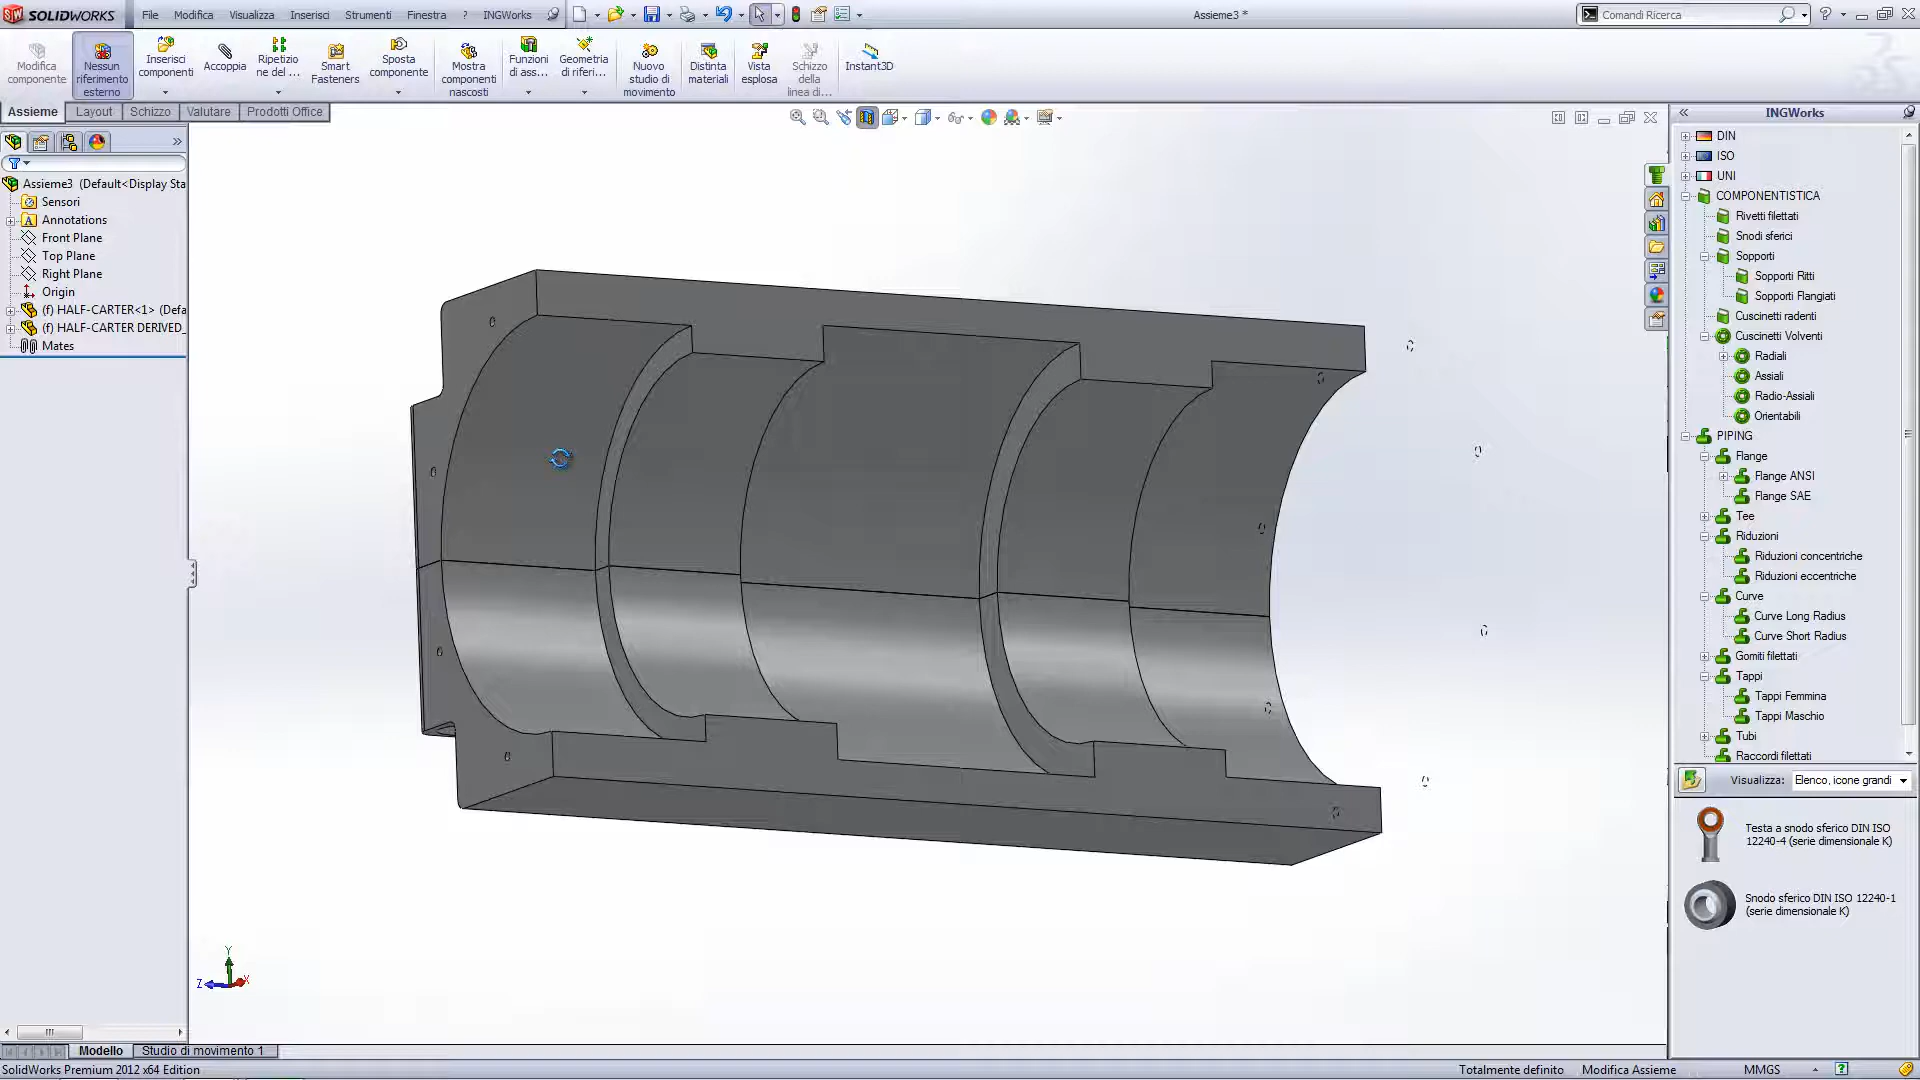 SOLIDWORKS
File
Modifica
Visualizza
Inserisci
Strumenti
Finestra
?
INGWorks
Assieme3 *
Comandi Ricerca
Modifica
componente
Nessun
riferimento
esterno
Inserisci
componenti
Accoppia
Ripetizio
ne del ...
Smart
Fasteners
Sposta
componente
Mostra
componenti
nascosti
Funzioni
di ass...
Geometria
di riferi...
Nuovo
studio di
movimento
Distinta
materiali
Vista
esplosa
Schizzo
della
linea di...
Instant3D
Assieme
Layout
Schizzo
Valutare
Prodotti Office
Assieme3 (Default<Display Sta
Sensori
Annotations
Front Plane
Top Plane
Right Plane
Origin
(f) HALF-CARTER<1> (Defa
(f) HALF-CARTER DERIVED_
Mates
Y
Z
X
INGWorks
DIN
ISO
UNI
COMPONENTISTICA
Rivetti filettati
Snodi sferici
Sopporti
Sopporti Ritti
Sopporti Flangiati
Cuscinetti radenti
Cuscinetti Volventi
Radiali
Assiali
Radio-Assiali
Orientabili
PIPING
Flange
Flange ANSI
Flange SAE
Tee
Riduzioni
Riduzioni concentriche
Riduzioni eccentriche
Curve
Curve Long Radius
Curve Short Radius
Gomiti filettati
Tappi
Tappi Femmina
Tappi Maschio
Tubi
Raccordi filettati
Visualizza: Elenco, icone grandi
Testa a snodo sferico DIN ISO
12240-4 (serie dimensionale K)
Snodo sferico DIN ISO 12240-1
(serie dimensionale K)
Modello
Studio di movimento 1
SolidWorks Premium 2012 x64 Edition
Totalmente definito
Modifica Assieme
MMGS